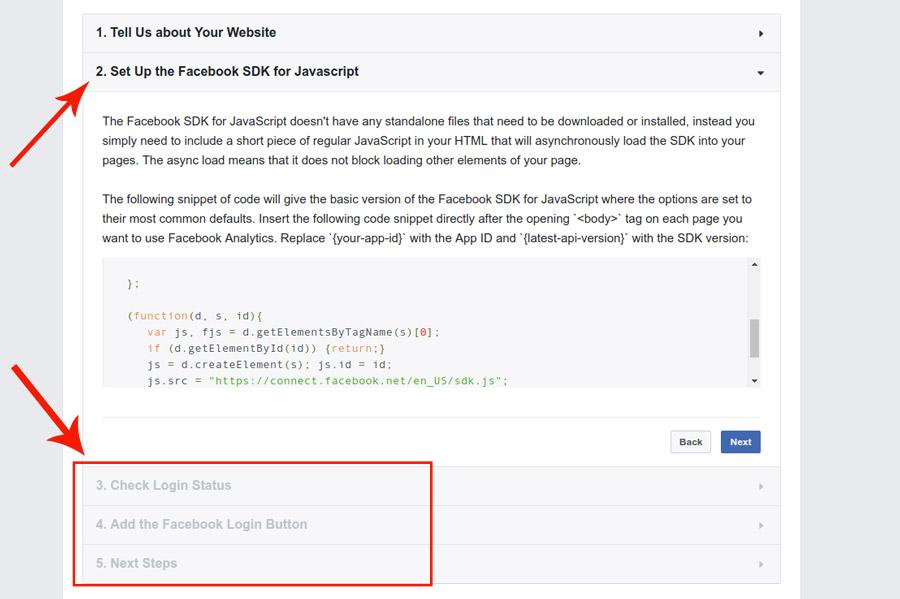 1. Tell Us about Your Website
2. Set Up the Facebook SDK for Javascript
The Facebook SDK for JavaScript doesn't have any standalone files that need to be downloaded or installed, instead you
simply need to include a short piece of regular JavaScript in your HTML that will asynchronously load the SDK into your
pages. The async load means that it does not block loading other elements of your page.
The following snippet of code will give the basic version of the Facebook SDK for JavaScript where the options are set to
their most common defaults. Insert the following code snippet directly after the opening `<body>` tag on each page you
want to use Facebook Analytics. Replace `{your-app-id}` with the App ID and `{latest-api-version}` with the SDK version:
};
(function(d, s, id){
var js, fjs = d.getElementsByTagName(s)[0];
if (d.getElementById(id)) {return;}
js = d.createElement(s); js.id = id;
js.src = "https://connect.facebook.net/en_US/sdk.js";
Back Next
3. Check Login Status
4. Add the Facebook Login Button
5. Next Steps